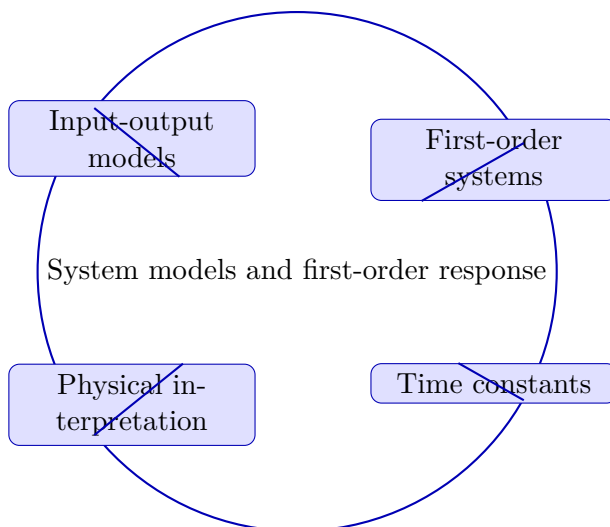 Input-output
models
First-order
systems
System models and first-order response
Physical in-
terpretation
Time constants